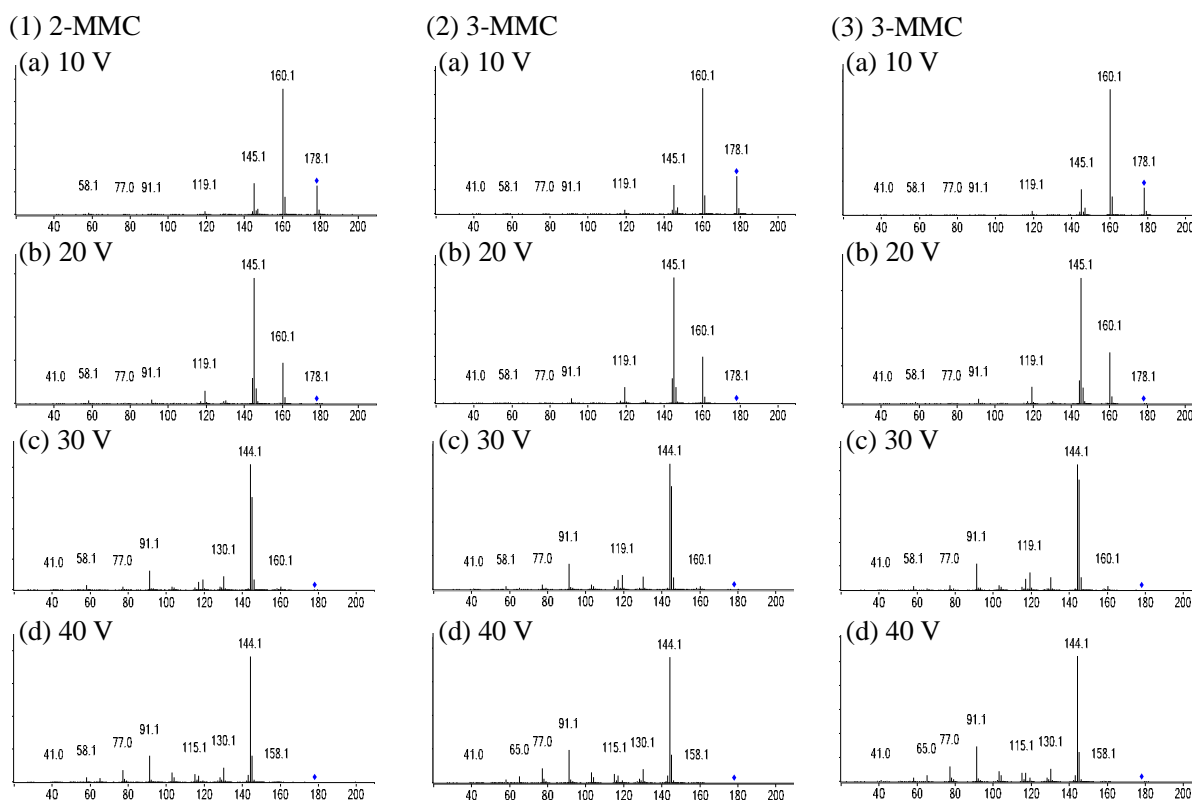 (1) 2-MMC
(a) 10 V
58.1 77.0 91.1 119.1 145.1 160.1 178.1
20 40 60 80 100 120 140 160 180 200
(b) 20 V
41.0 58.1 77.0 91.1 119.1 145.1 160.1 178.1
20 40 60 80 100 120 140 160 180 200
(c) 30 V
41.0 58.1 77.0 91.1 130.1 144.1 160.1
20 40 60 80 100 120 140 160 180 200
(d) 40 V
41.0 58.1 77.0 91.1 115.1 130.1 144.1 158.1
20 40 60 80 100 120 140 160 180 200
(2) 3-MMC
(a) 10 V
41.0 58.1 77.0 91.1 119.1 145.1 160.1 178.1
20 40 60 80 100 120 140 160 180 200
(b) 20 V
41.0 58.1 77.0 91.1 119.1 145.1 160.1 178.1
20 40 60 80 100 120 140 160 180 200
(c) 30 V
41.0 58.1 77.0 91.1 119.1 144.1 160.1
20 40 60 80 100 120 140 160 180 200
(d) 40 V
41.0 65.0 77.0 91.1 115.1 130.1 144.1 158.1
20 40 60 80 100 120 140 160 180 200
(3) 3-MMC
(a) 10 V
41.0 58.1 77.0 91.1 119.1 145.1 160.1 178.1
40 60 80 100 120 140 160 180 200
(b) 20 V
41.0 58.1 77.0 91.1 119.1 145.1 160.1 178.1
40 60 80 100 120 140 160 180 200
(c) 30 V
41.0 58.1 77.0 91.1 119.1 144.1 160.1
40 60 80 100 120 140 160 180 200
(d) 40 V
41.0 65.0 77.0 91.1 115.1 130.1 144.1 158.1
40 60 80 100 120 140 160 180 200